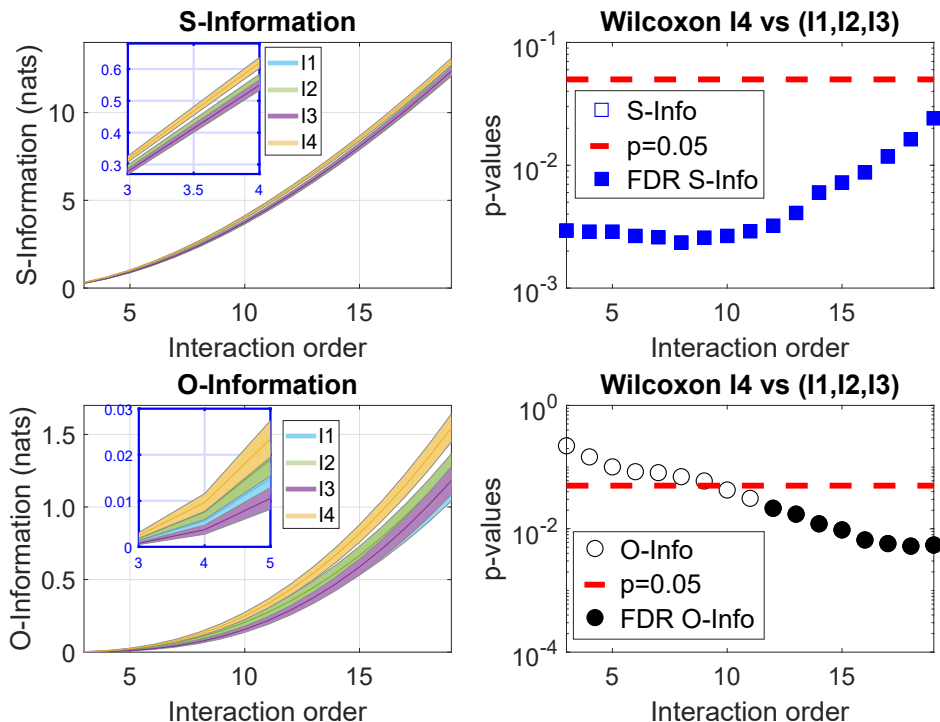 S-Information
S-Information (nats)
0
5
10
5
10
15
Interaction order
0.3
0.4
0.5
0.6
3
3.5
4
I1
I2
I3
I4
Wilcoxon I4 vs (I1,I2,I3)
p-values
10^-1
10^-2
10^-3
S-Info
p=0.05
FDR S-Info
5
10
15
Interaction order
O-Information
O-Information (nats)
0
0.5
1.0
1.5
5
10
15
Interaction order
0
0.01
0.02
0.03
3
4
5
I1
I2
I3
I4
Wilcoxon I4 vs (I1,I2,I3)
p-values
10^0
10^-2
10^-4
O-Info
p=0.05
FDR O-Info
5
10
15
Interaction order